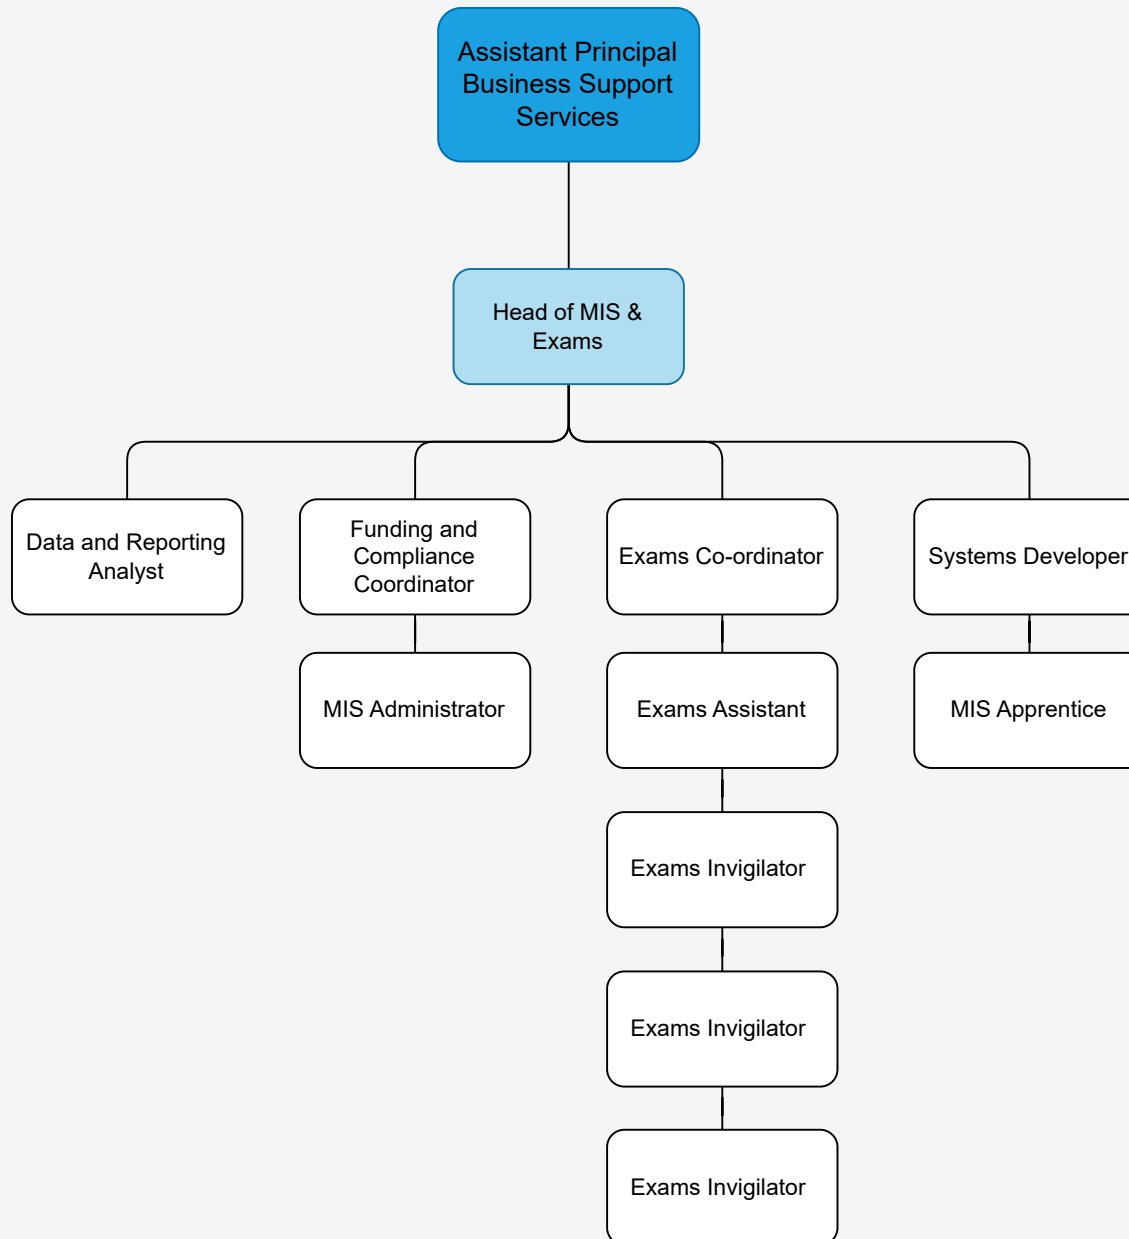 Assistant Principal
Business Support
Services
Head of MIS &
Exams
Data and Reporting
Analyst
Funding and
Compliance
Coordinator
Exams Co-ordinator
Systems Developer
MIS Administrator
Exams Assistant
MIS Apprentice
Exams Invigilator
Exams Invigilator
Exams Invigilator